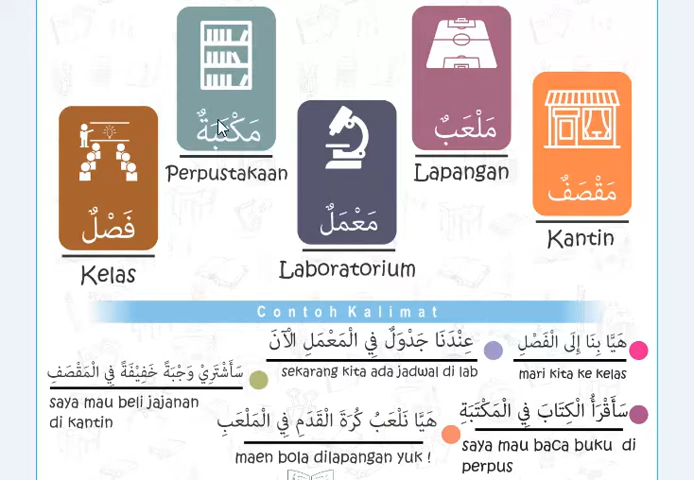 مَكْتَبَةٌ
Perpustakaan
مَلْعَبٌ
Lapangan
مَقْصَفٌ
Kantin
فَصْلٌ
Kelas
مَعْمَلٌ
Laboratorium
Contoh Kalimat
هَيَّا بِنَا إِلَى الْفَصْلِ
mari kita ke kelas
عِنْدَنَا جَدْوَلٌ فِي الْمَعْمَلِ الْآنَ
sekarang kita ada jadwal di lab
سَأَشْتَرِيْ وَجْبَةً خَفِيْفَةً فِي الْمَقْصَفِ
saya mau beli jajanan
di kantin
سَأَقْرَأُ الْكِتَابَ فِي الْمَكْتَبَةِ
saya mau baca buku di
perpus
هَيَّا نَلْعَبُ كُرَةَ الْقَدَمِ فِي الْمَلْعَبِ
maen bola dilapangan yuk !